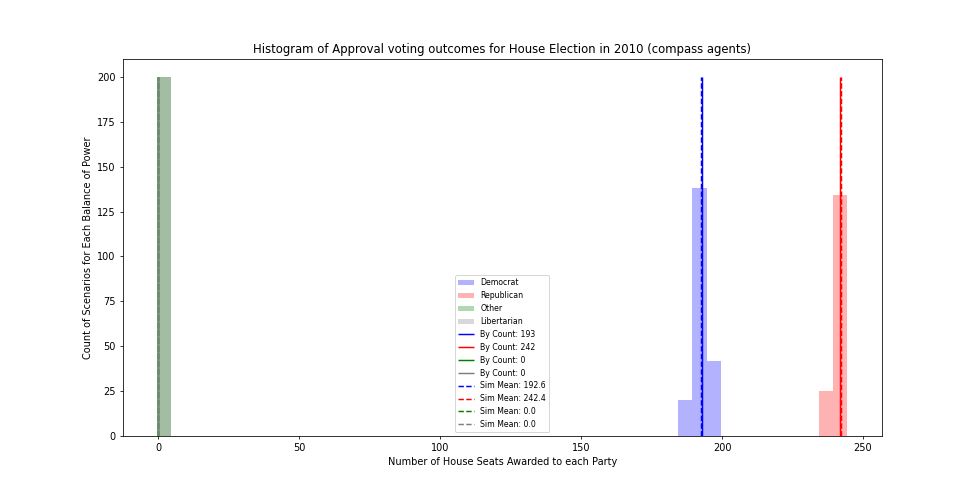 Histogram of Approval voting outcomes for House Election in 2010 (compass agents)
Count of Scenarios for Each Balance of Power
200
175
150
125
100
75
50
25
0
Democrat
Republican
Other
Libertarian
By Count: 193
By Count: 242
By Count: 0
By Count: 0
Sim Mean: 192.6
Sim Mean: 242.4
Sim Mean: 0.0
Sim Mean: 0.0
0 50 100 150 200 250
Number of House Seats Awarded to each Party